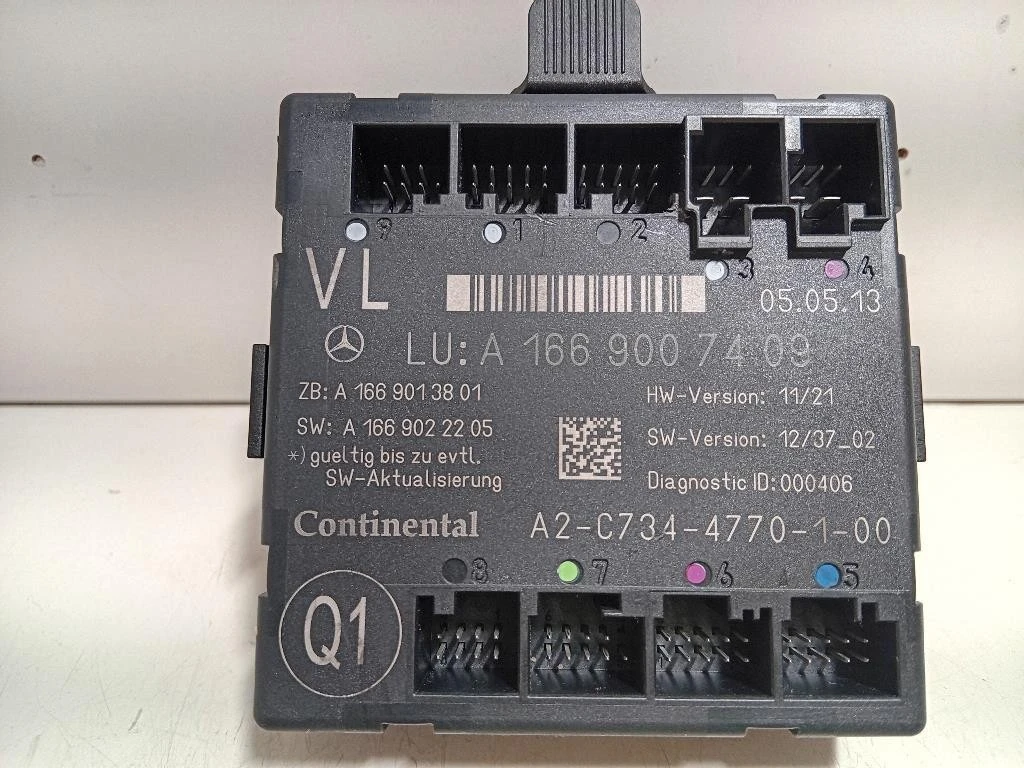 9 1 2
3 4
VL
05.05.13
LU: A 166 900 74 09
ZB: A 166 901 38 01
HW-Version: 11/21
SW: A 166 902 22 05
SW-Version: 12/37_02
*) gueltig bis zu evtl.
SW-Aktualisierung
Diagnostic ID: 000406
Continental
A2-C734-4770-1-00
8 7 6 5
Q1